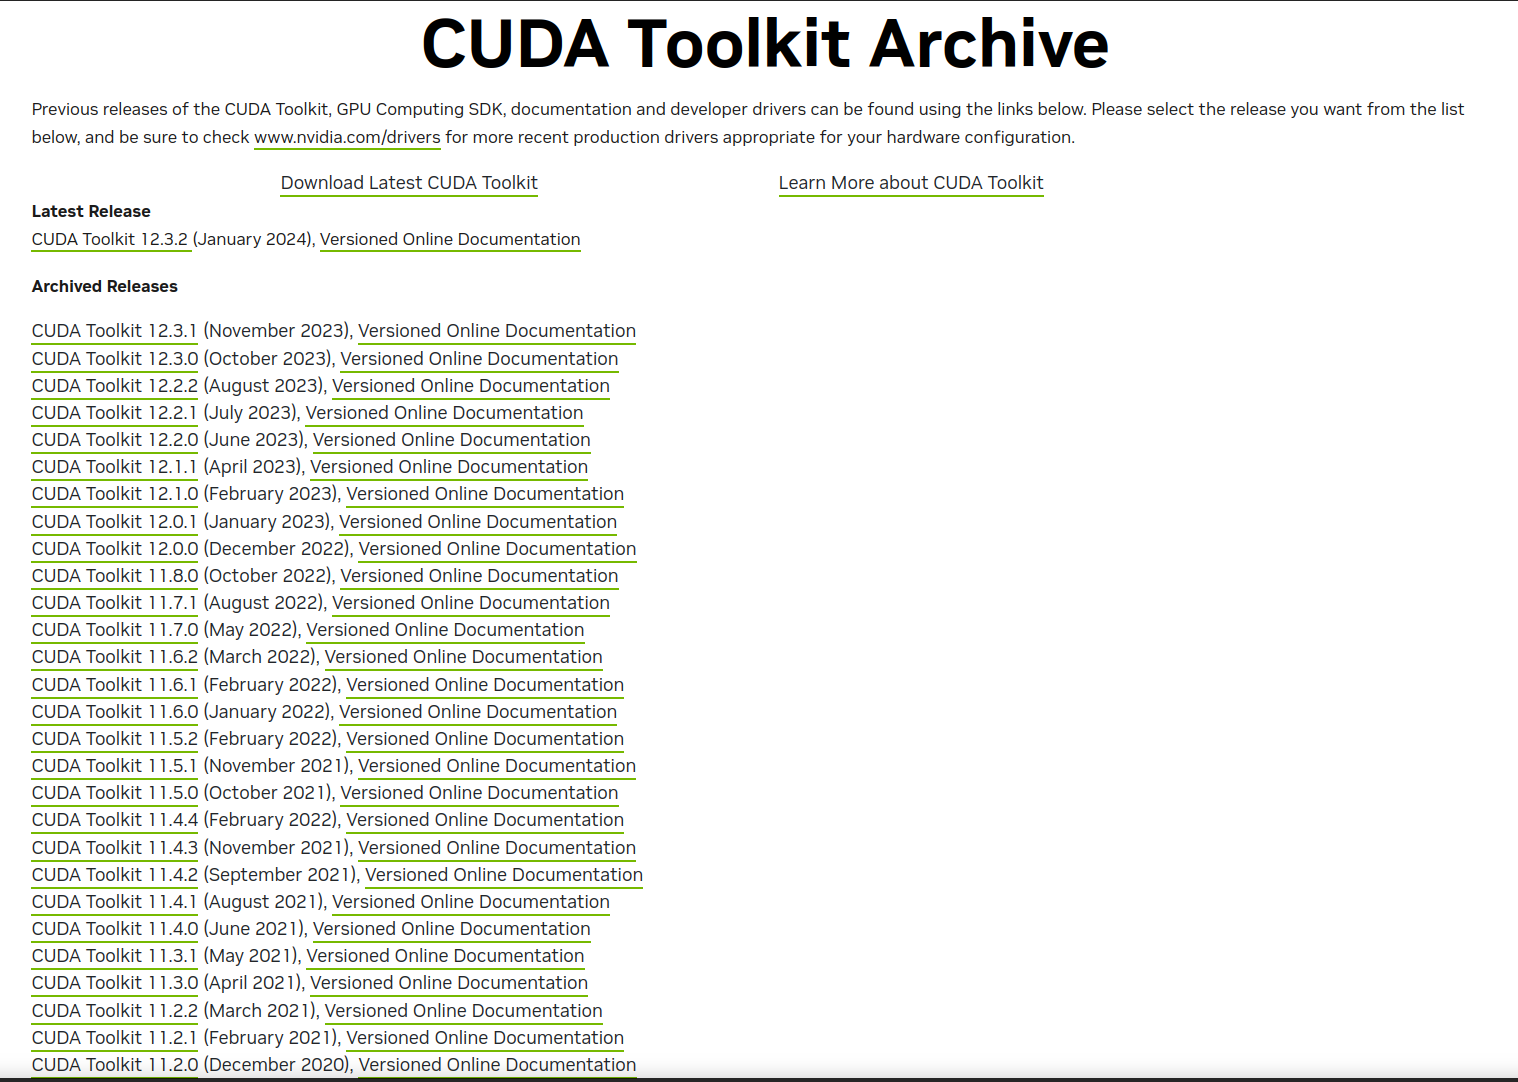 CUDA Toolkit Archive
Previous releases of the CUDA Toolkit, GPU Computing SDK, documentation and developer drivers can be found using the links below. Please select the release you want from the list
below, and be sure to check www.nvidia.com/drivers for more recent production drivers appropriate for your hardware configuration.
Download Latest CUDA Toolkit Learn More about CUDA Toolkit
Latest Release
CUDA Toolkit 12.3.2 (January 2024), Versioned Online Documentation
Archived Releases
CUDA Toolkit 12.3.1 (November 2023), Versioned Online Documentation
CUDA Toolkit 12.3.0 (October 2023), Versioned Online Documentation
CUDA Toolkit 12.2.2 (August 2023), Versioned Online Documentation
CUDA Toolkit 12.2.1 (July 2023), Versioned Online Documentation
CUDA Toolkit 12.2.0 (June 2023), Versioned Online Documentation
CUDA Toolkit 12.1.1 (April 2023), Versioned Online Documentation
CUDA Toolkit 12.1.0 (February 2023), Versioned Online Documentation
CUDA Toolkit 12.0.1 (January 2023), Versioned Online Documentation
CUDA Toolkit 12.0.0 (December 2022), Versioned Online Documentation
CUDA Toolkit 11.8.0 (October 2022), Versioned Online Documentation
CUDA Toolkit 11.7.1 (August 2022), Versioned Online Documentation
CUDA Toolkit 11.7.0 (May 2022), Versioned Online Documentation
CUDA Toolkit 11.6.2 (March 2022), Versioned Online Documentation
CUDA Toolkit 11.6.1 (February 2022), Versioned Online Documentation
CUDA Toolkit 11.6.0 (January 2022), Versioned Online Documentation
CUDA Toolkit 11.5.2 (February 2022), Versioned Online Documentation
CUDA Toolkit 11.5.1 (November 2021), Versioned Online Documentation
CUDA Toolkit 11.5.0 (October 2021), Versioned Online Documentation
CUDA Toolkit 11.4.4 (February 2022), Versioned Online Documentation
CUDA Toolkit 11.4.3 (November 2021), Versioned Online Documentation
CUDA Toolkit 11.4.2 (September 2021), Versioned Online Documentation
CUDA Toolkit 11.4.1 (August 2021), Versioned Online Documentation
CUDA Toolkit 11.4.0 (June 2021), Versioned Online Documentation
CUDA Toolkit 11.3.1 (May 2021), Versioned Online Documentation
CUDA Toolkit 11.3.0 (April 2021), Versioned Online Documentation
CUDA Toolkit 11.2.2 (March 2021), Versioned Online Documentation
CUDA Toolkit 11.2.1 (February 2021), Versioned Online Documentation
CUDA Toolkit 11.2.0 (December 2020), Versioned Online Documentation